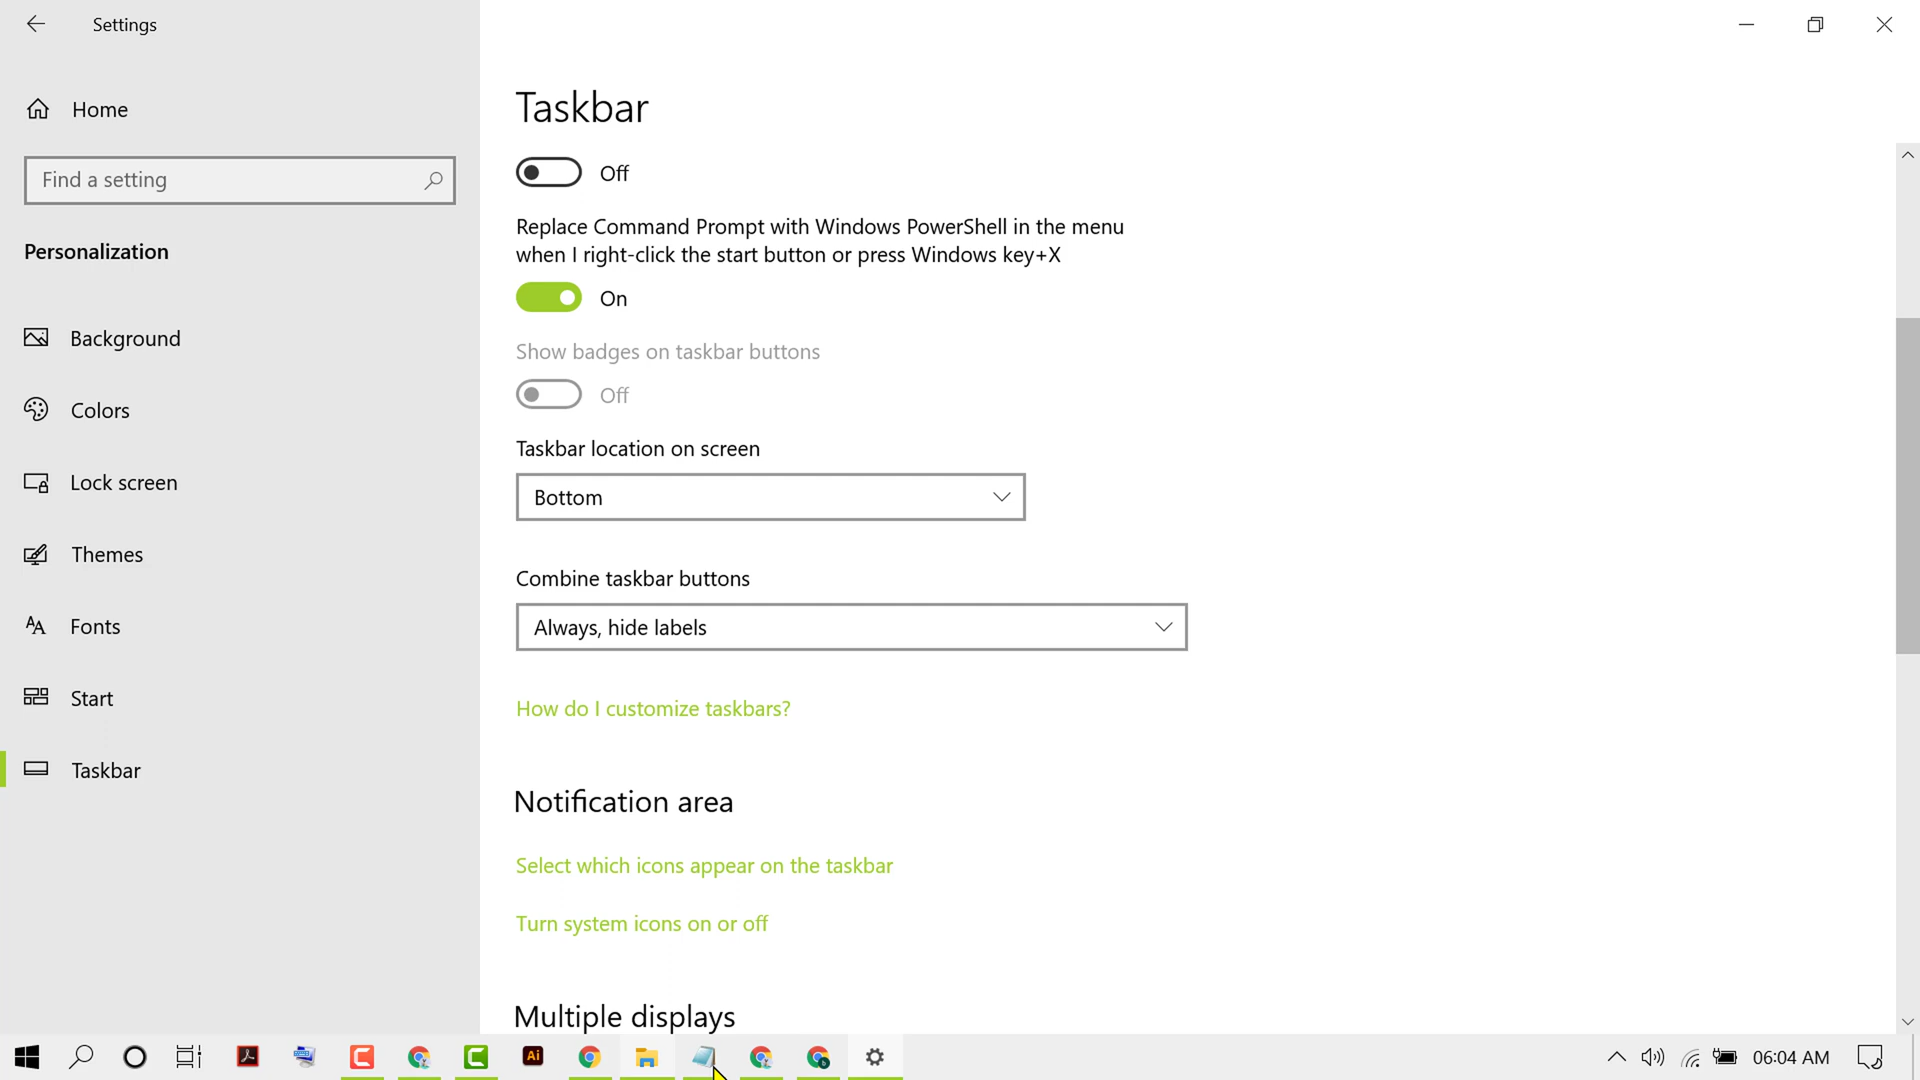 Settings
Home
Find a setting
Personalization
Background
Colors
Lock screen
Themes
Fonts
Start
Taskbar
Taskbar
Off
Replace Command Prompt with Windows PowerShell in the menu
when I right-click the start button or press Windows key+X
On
Show badges on taskbar buttons
Off
Taskbar location on screen
Bottom
Combine taskbar buttons
Always, hide labels
How do I customize taskbars?
Notification area
Select which icons appear on the taskbar
Turn system icons on or off
Multiple displays
Ai
06:04 AM